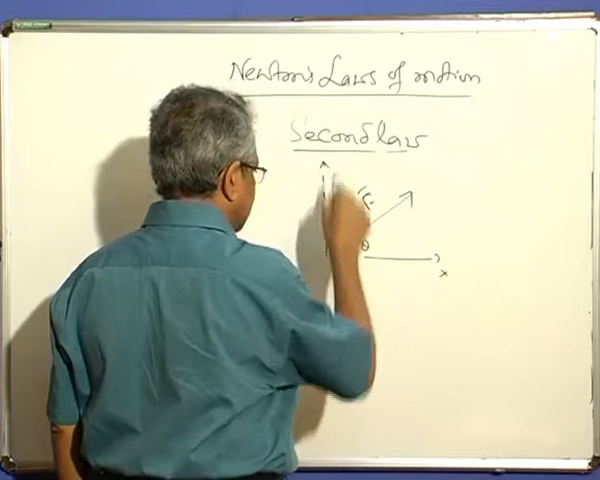 Newton's Laws of motion
Second law
F
θ
x